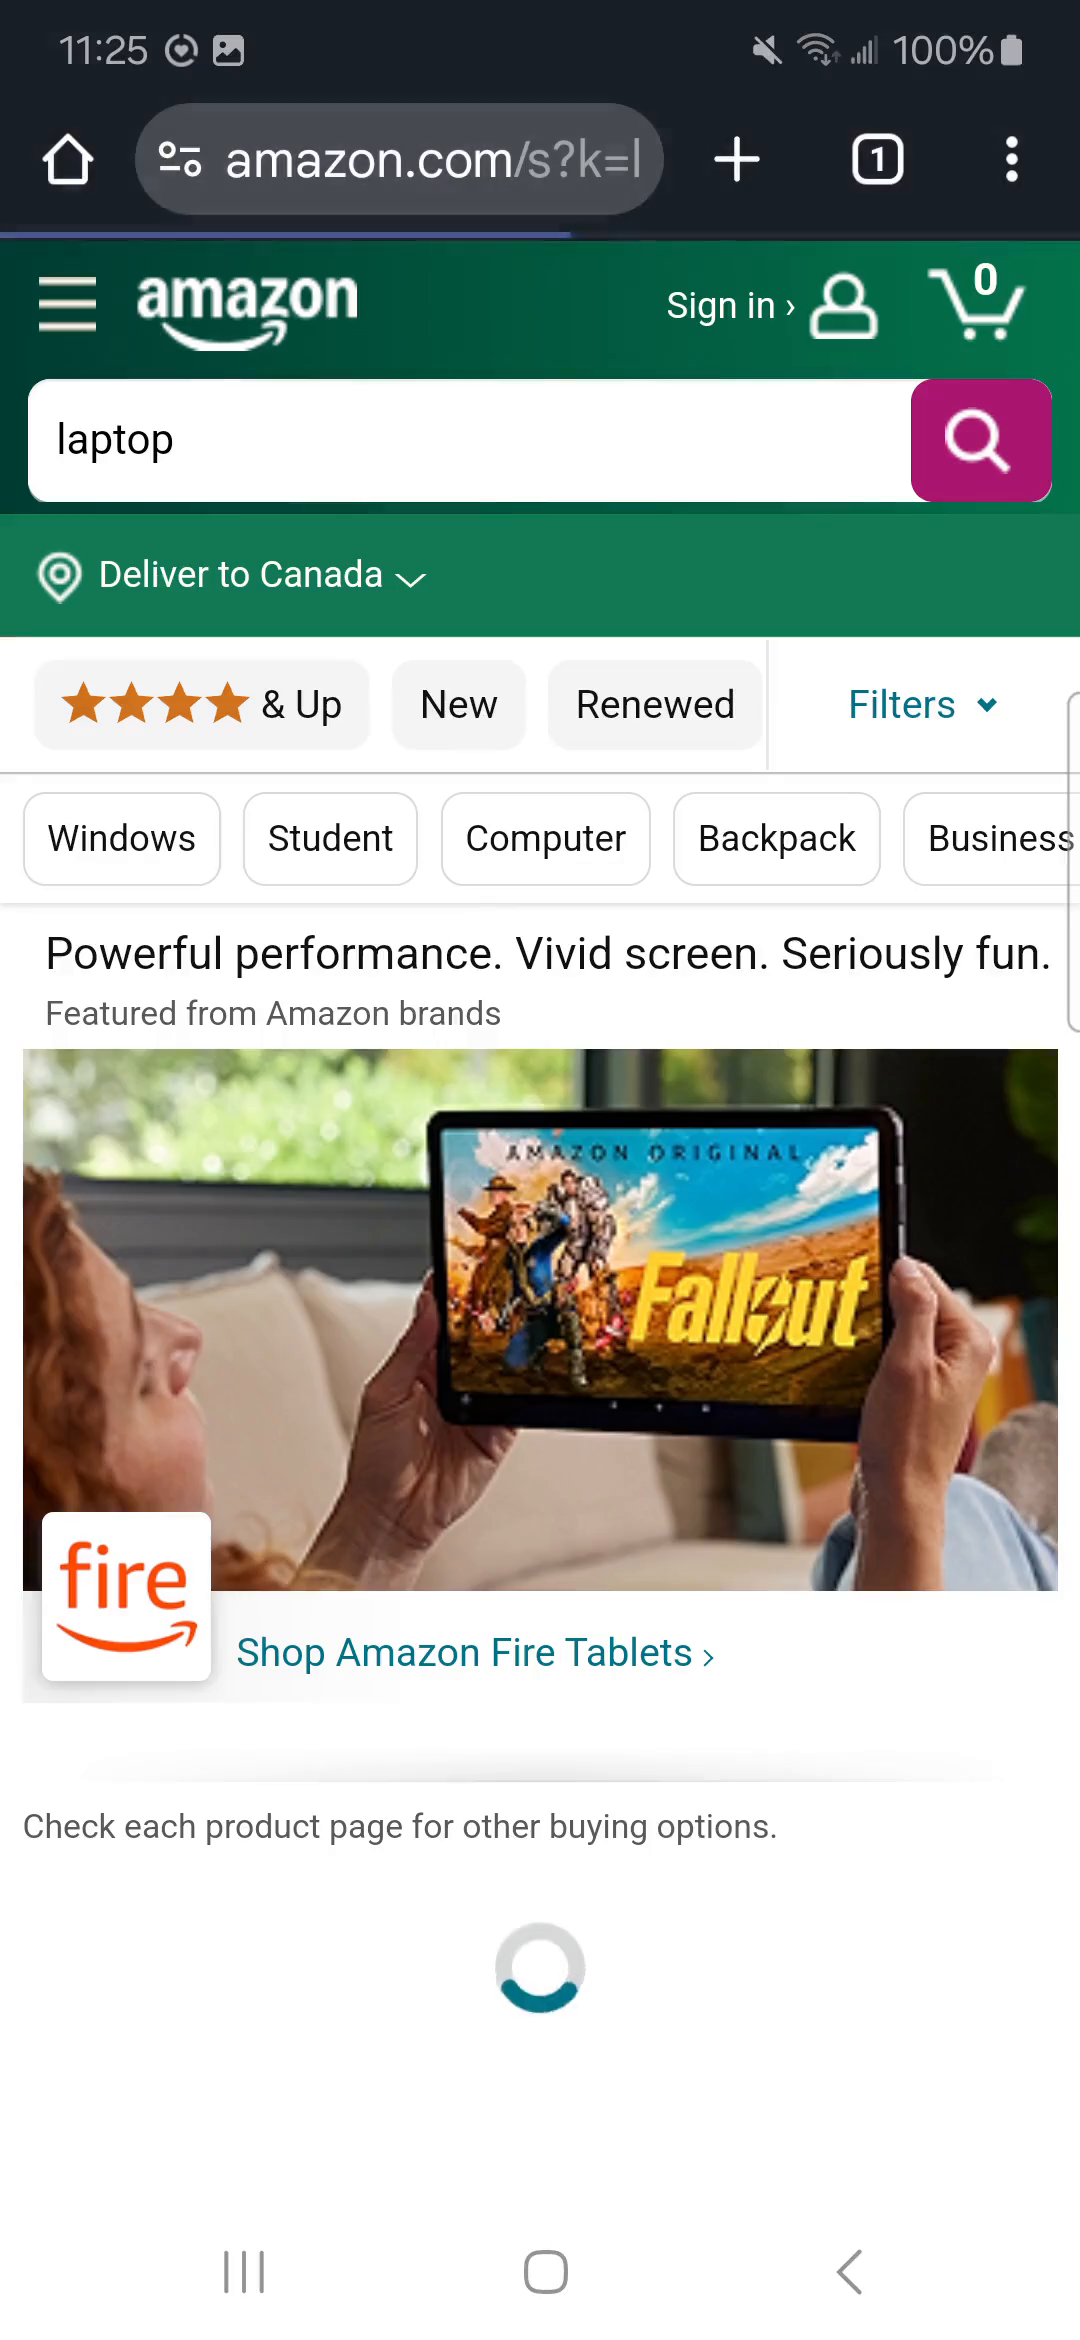 11:25
100%
amazon.com/s?k=l
1
amazon
Sign in ›
0
laptop
Deliver to Canada
& Up
New
Renewed
Filters
Windows
Student
Computer
Backpack
Business
Powerful performance. Vivid screen. Seriously fun.
Featured from Amazon brands
AMAZON ORIGINAL
Fallout
fire
Shop Amazon Fire Tablets ›
Check each product page for other buying options.